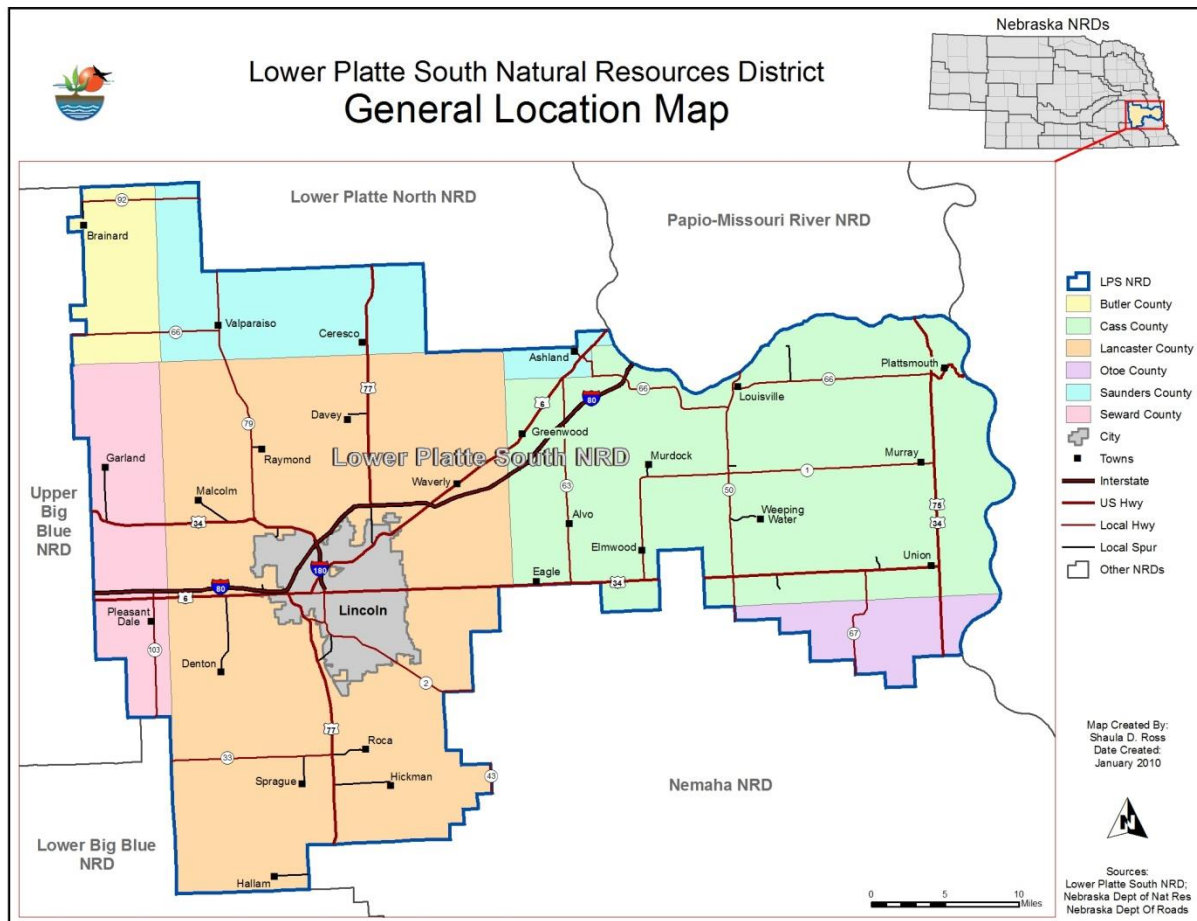 Nebraska NRDs
Lower Platte South Natural Resources District
General Location Map
Lower Platte North NRD
Papio-Missouri River NRD
92
Brainard
66
Valparaiso
Ceresco
77
Ashland
6
80
66
Louisville
66
Plattsmouth
79
Davey
Raymond
Greenwood
Lower Platte South NRD
Garland
Malcolm
Waverly
63
Murdock
1
Murray
Upper
Big
Blue
NRD
34
50
Alvo
Weeping
Water
75
34
Elmwood
180
Eagle
34
Union
80
6
Lincoln
Pleasant
Dale
103
Denton
2
67
77
Roca
33
Sprague
Hickman
43
Nemaha NRD
Lower Big Blue
NRD
Hallam
0
5
10
Miles
LPS NRD
Butler County
Cass County
Lancaster County
Otoe County
Saunders County
Seward County
City
Towns
Interstate
US Hwy
Local Hwy
Local Spur
Other NRDs
Map Created By:
Shaula D. Ross
Date Created:
January 2010
N
Sources:
Lower Platte South NRD;
Nebraska Dept of Nat Res
Nebraska Dept Of Roads